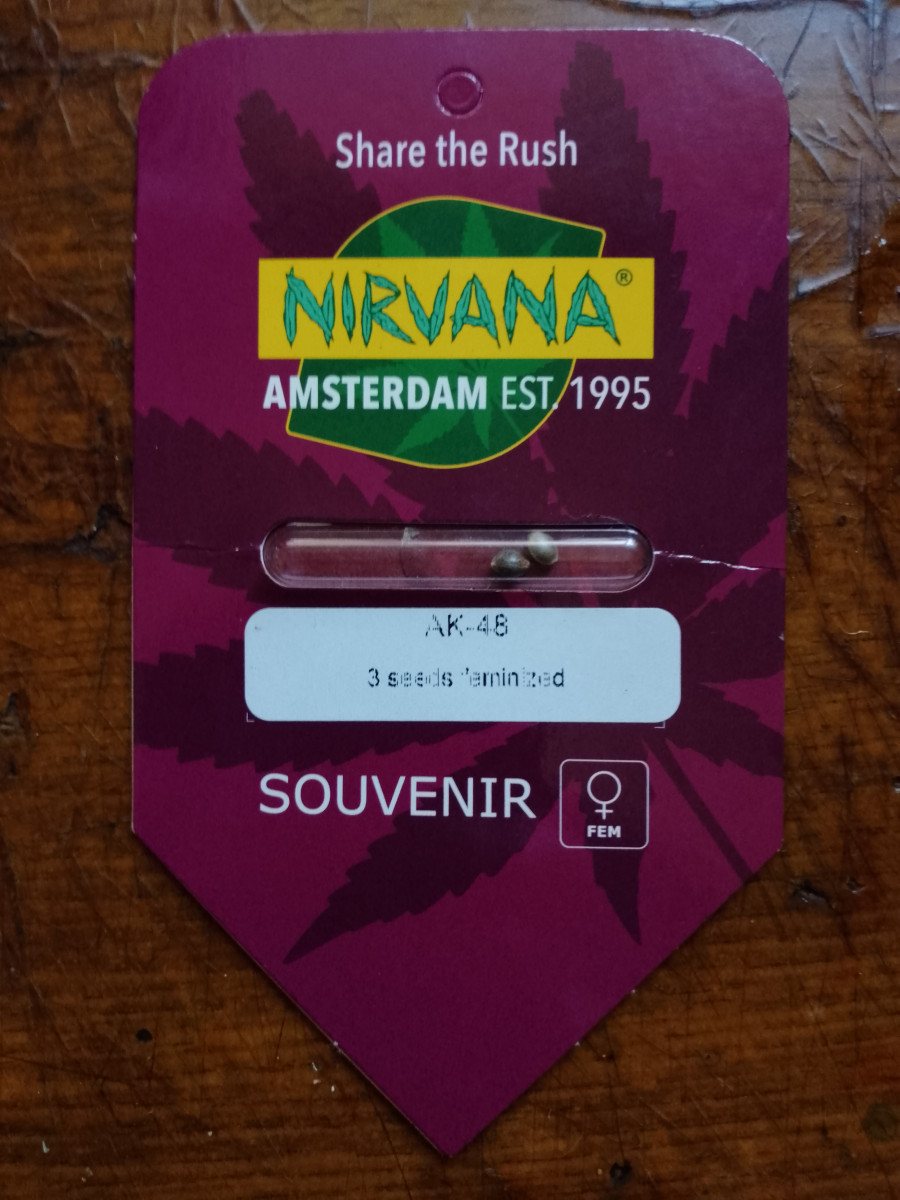 Share the Rush
NIRVANA®
AMSTERDAM EST. 1995
AK-48
3 seeds feminized
SOUVENIR
FEM